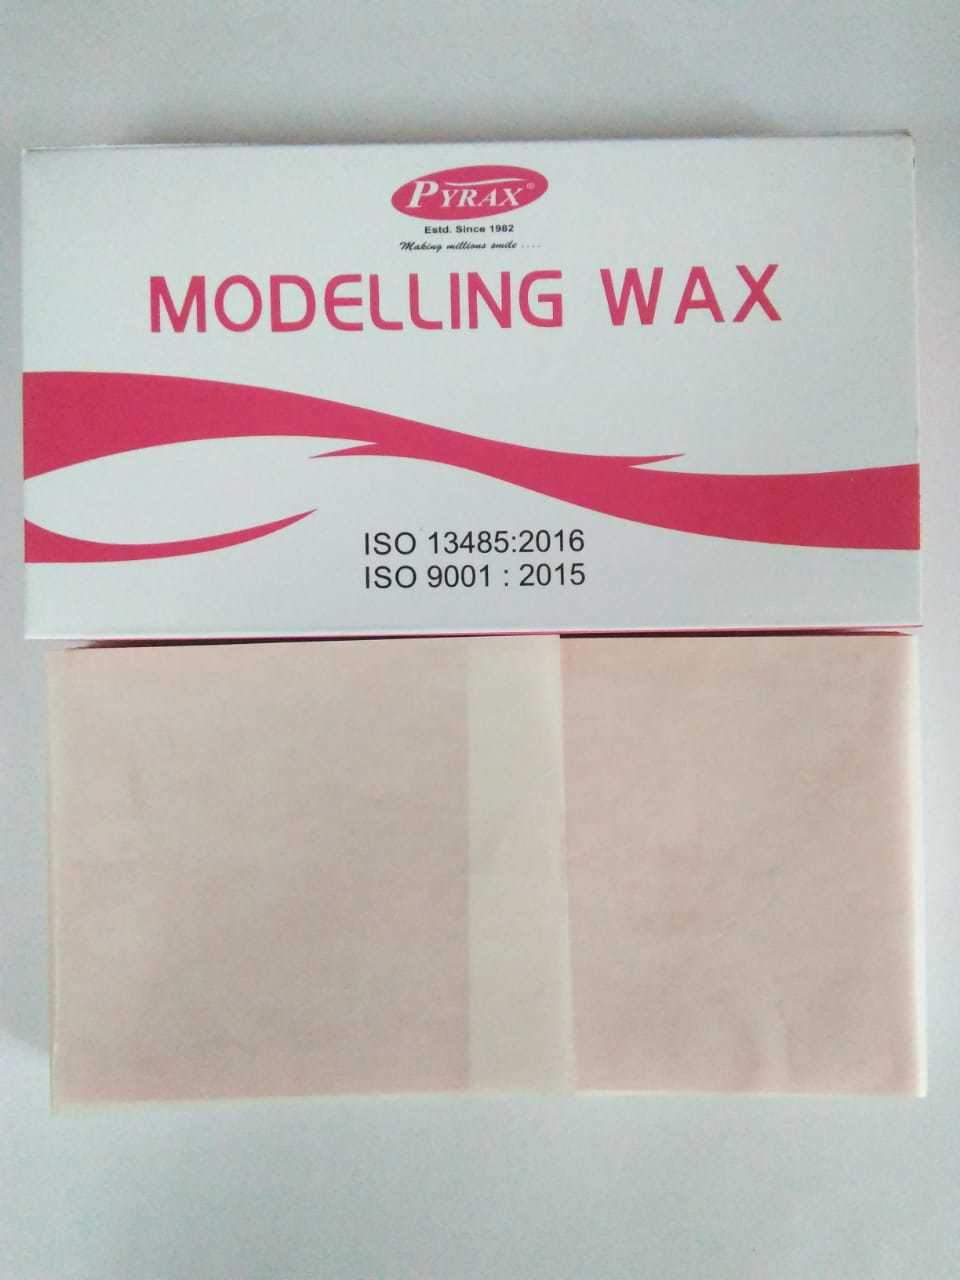 PYRAX®
Estd. Since 1982
Making millions smile ....
MODELLING WAX
ISO 13485:2016
ISO 9001 : 2015